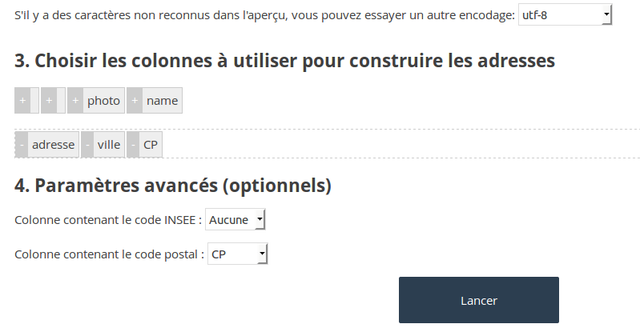 S'il y a des caractères non reconnus dans l'aperçu, vous pouvez essayer un autre encodage: utf-8
3. Choisir les colonnes à utiliser pour construire les adresses
+ + + photo + name
- adresse - ville - CP
4. Paramètres avancés (optionnels)
Colonne contenant le code INSEE : Aucune
Colonne contenant le code postal : CP
Lancer